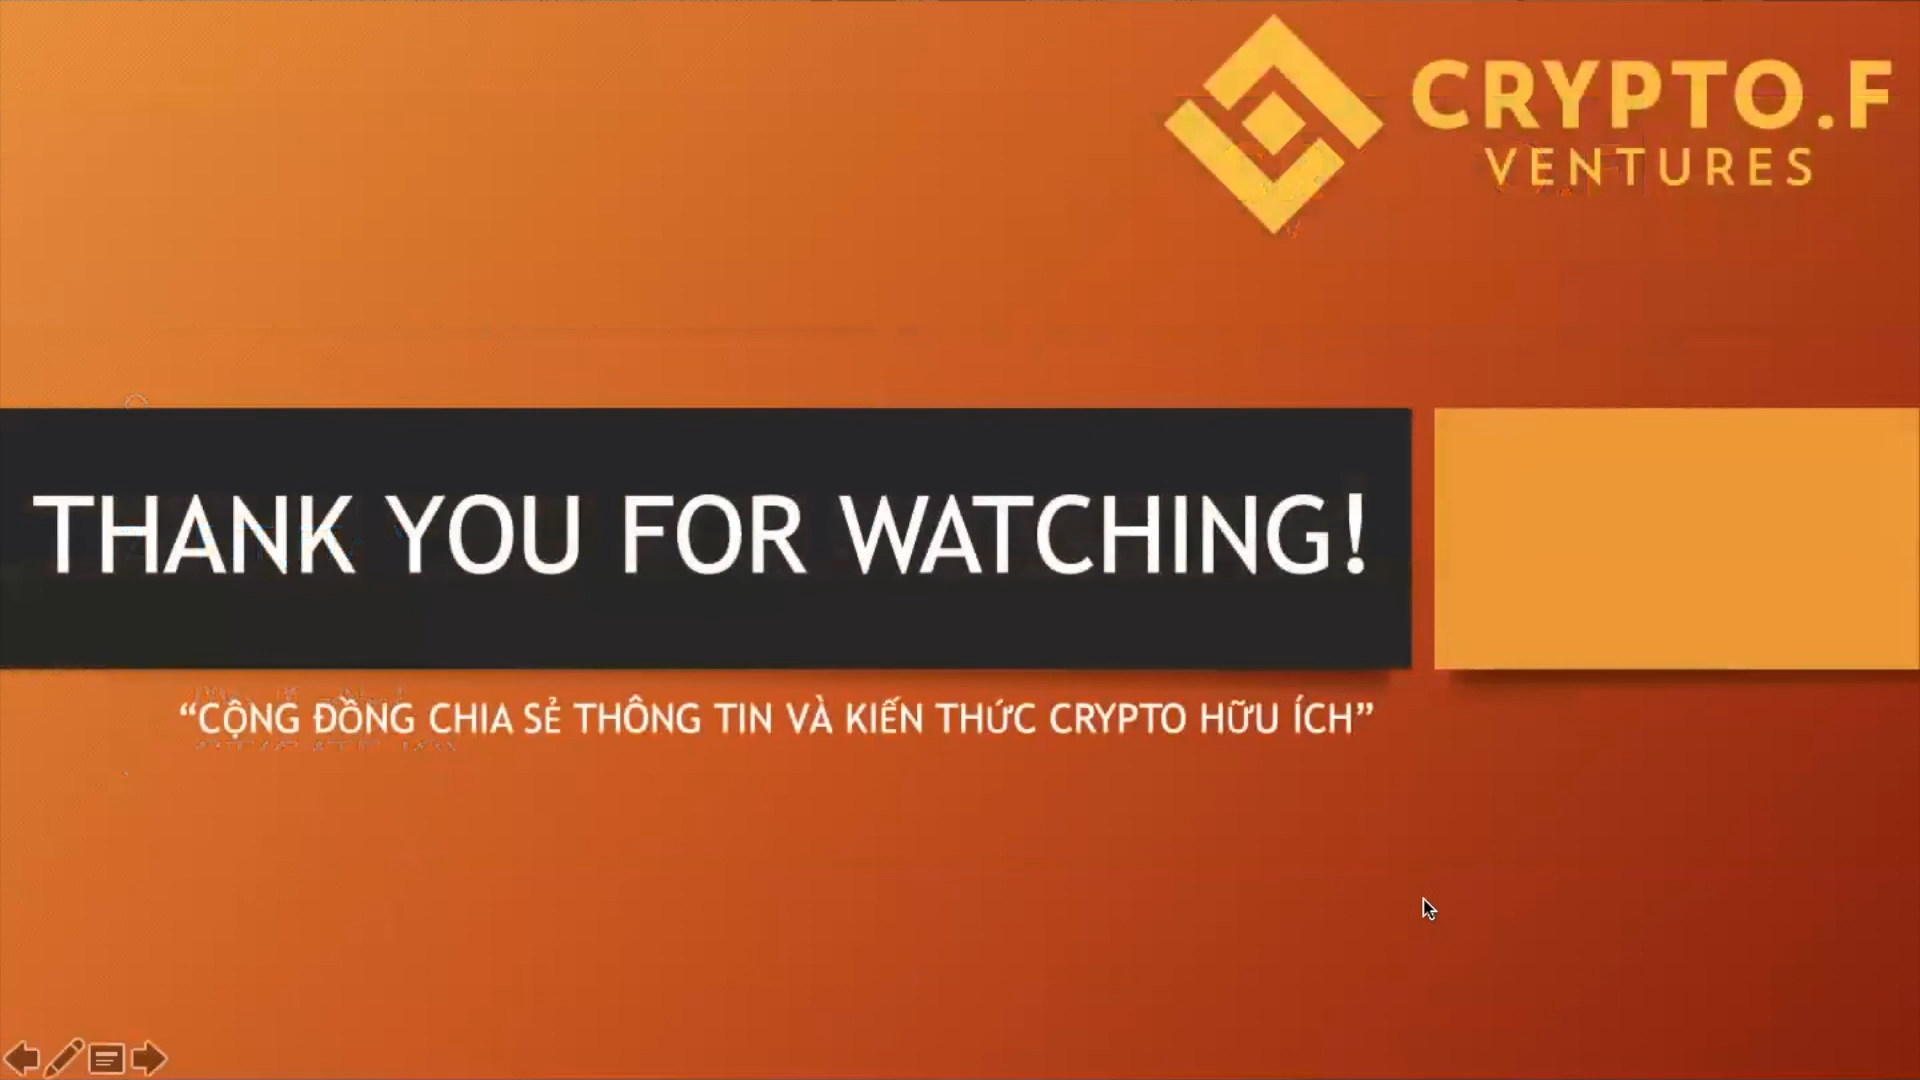 CRYPTO.F
VENTURES
THANK YOU FOR WATCHING!
“CỘNG ĐỒNG CHIA SẺ THÔNG TIN VÀ KIẾN THỨC CRYPTO HỮU ÍCH”